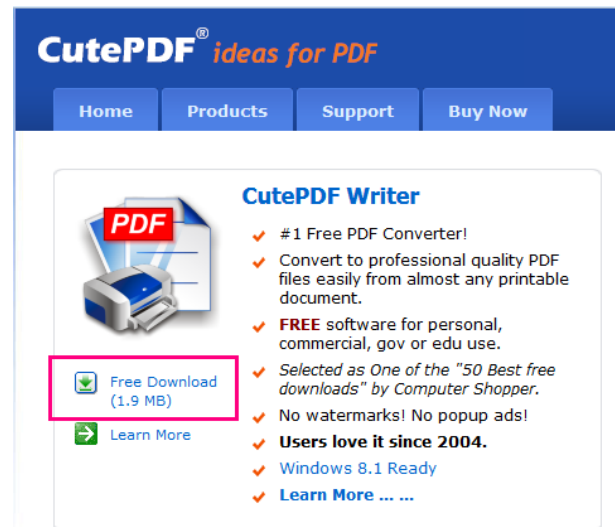 CutePDF® ideas for PDF
Home Products Support Buy Now
CutePDF Writer
PDF
#1 Free PDF Converter!
Convert to professional quality PDF
files easily from almost any printable
document.
FREE software for personal,
commercial, gov or edu use.
Selected as One of the "50 Best free
downloads" by Computer Shopper.
No watermarks! No popup ads!
Users love it since 2004.
Windows 8.1 Ready
Learn More ... ...
Free Download
(1.9 MB)
Learn More